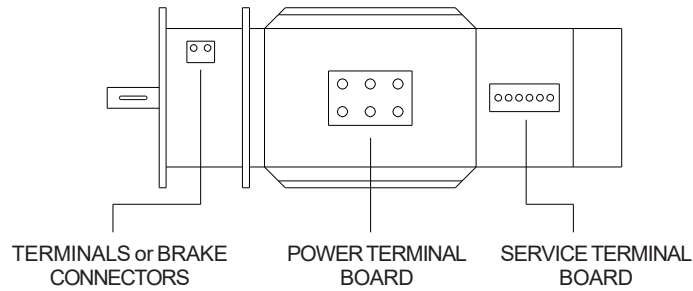 TERMINALS or BRAKE
CONNECTORS
POWER TERMINAL
BOARD
SERVICE TERMINAL
BOARD